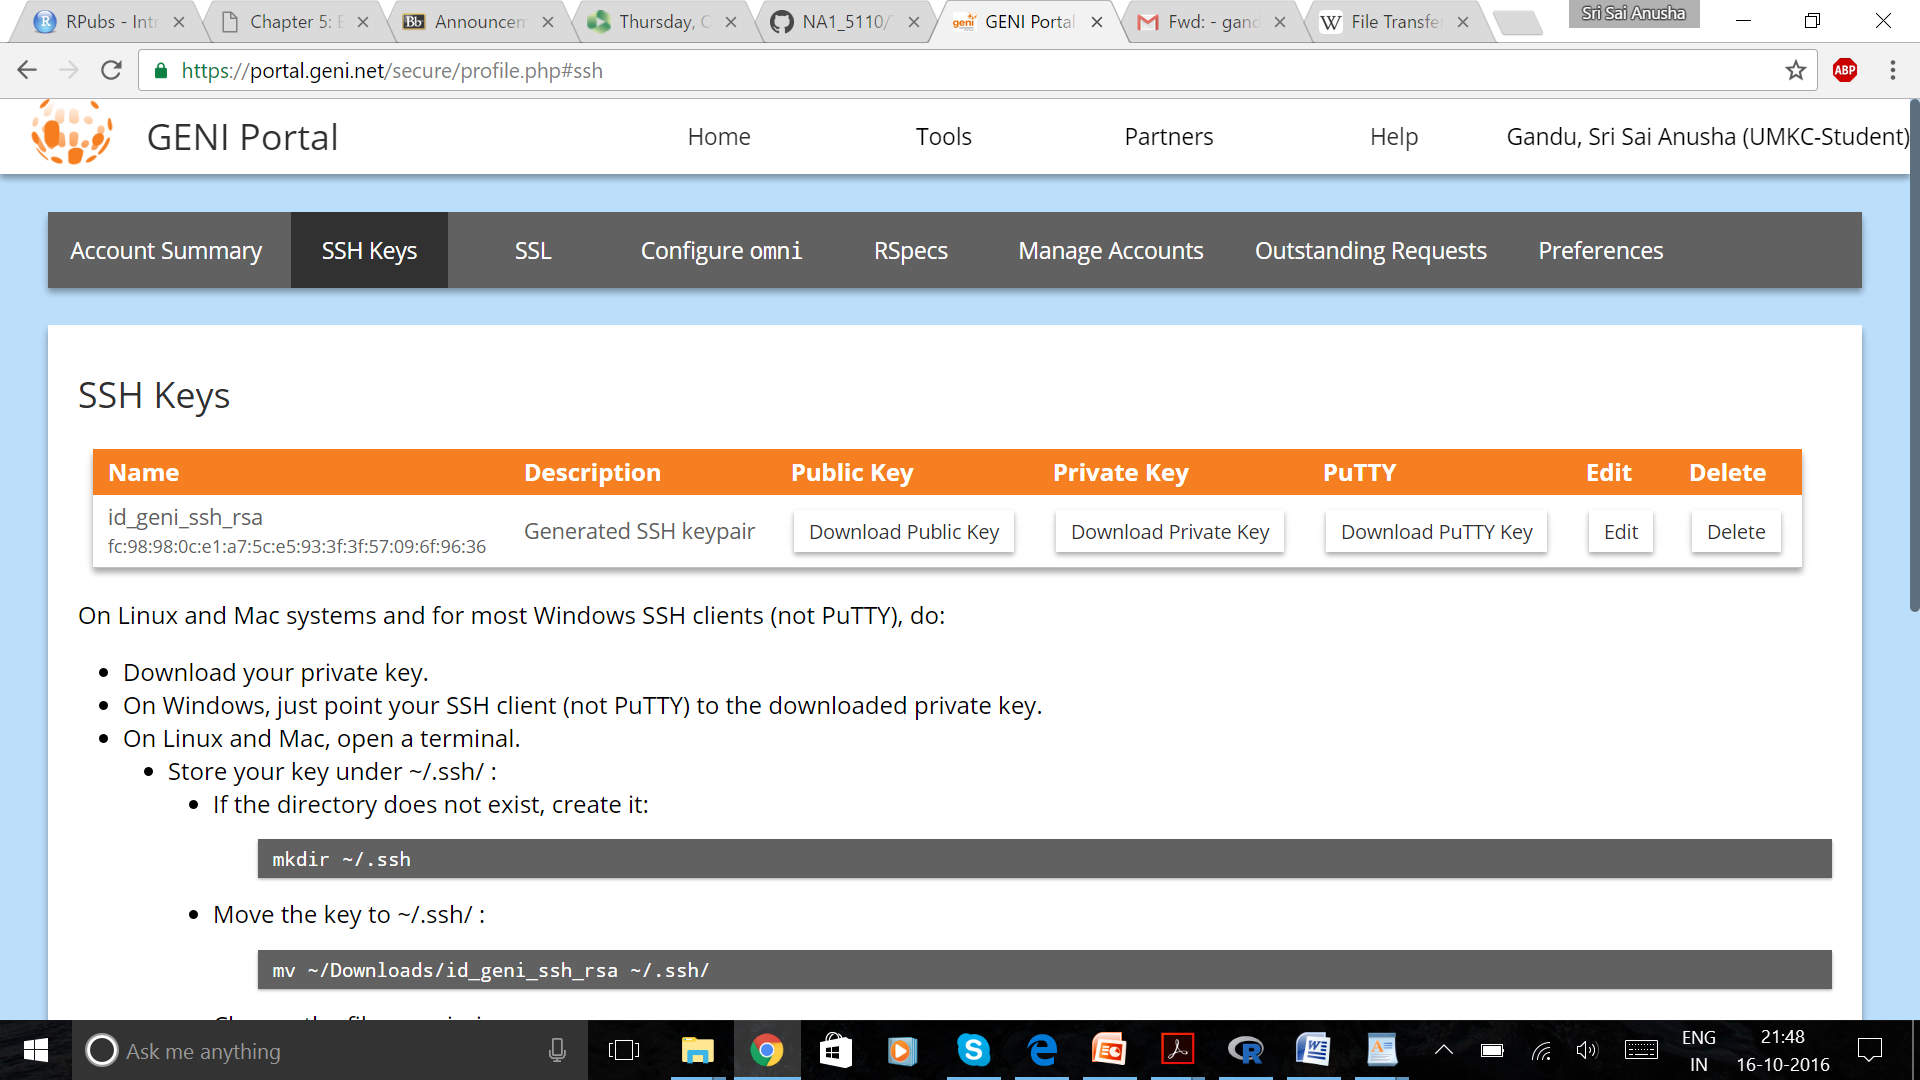 RPubs - Intr
Chapter 5: E
Bb Announcem
Thursday, O
NA1_5110/
geni GENI Portal
Fwd: - gand
W File Transfer
Sri Sai Anusha
https://portal.geni.net/secure/profile.php#ssh
ABP
GENI Portal
Home
Tools
Partners
Help
Gandu, Sri Sai Anusha (UMKC-Student)
Account Summary
SSH Keys
SSL
Configure omni
RSpecs
Manage Accounts
Outstanding Requests
Preferences
SSH Keys
Name Description Public Key Private Key PuTTY Edit Delete
id_geni_ssh_rsa
fc:98:98:0c:e1:a7:5c:e5:93:3f:3f:57:09:6f:96:36
Generated SSH keypair
Download Public Key
Download Private Key
Download PuTTY Key
Edit
Delete
On Linux and Mac systems and for most Windows SSH clients (not PuTTY), do:
Download your private key.
On Windows, just point your SSH client (not PuTTY) to the downloaded private key.
On Linux and Mac, open a terminal.
Store your key under ~/.ssh/ :
If the directory does not exist, create it:
mkdir ~/.ssh
Move the key to ~/.ssh/ :
mv ~/Downloads/id_geni_ssh_rsa ~/.ssh/
Ask me anything
ENG
IN
21:48
16-10-2016